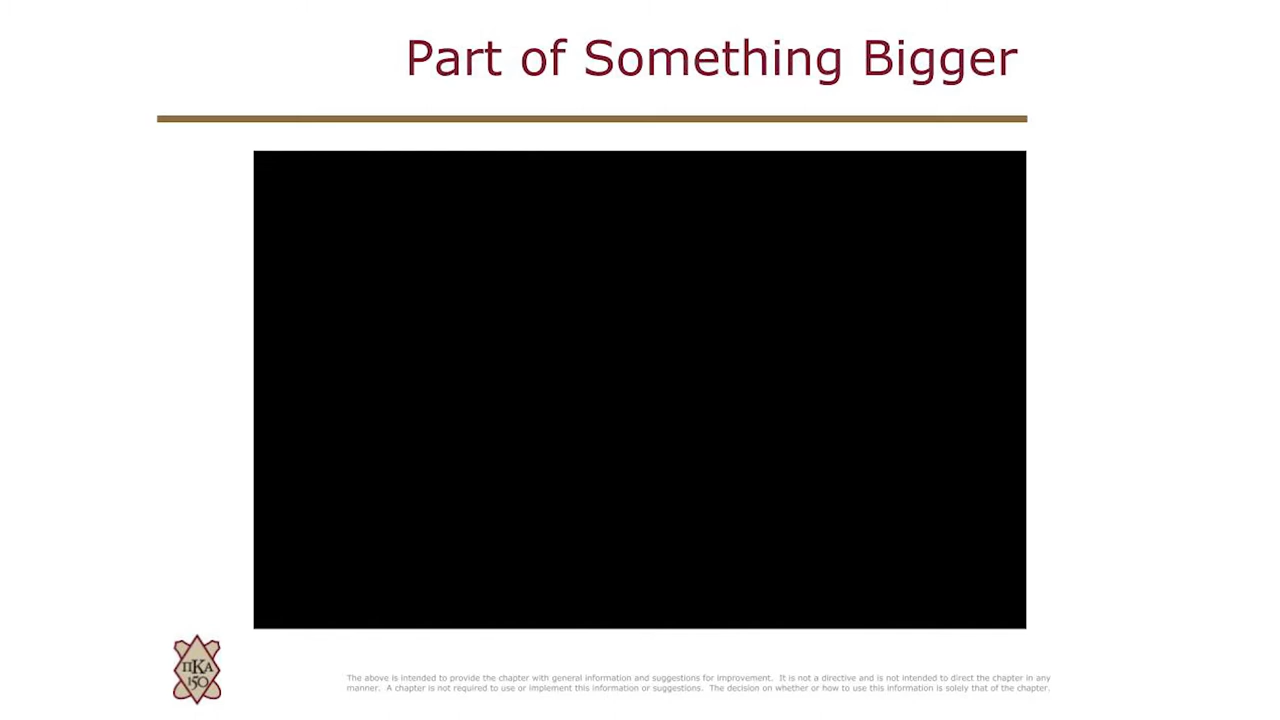 Part of Something Bigger
ΠΚΑ
150
The above is intended to provide the chapter with general information and suggestions for improvement.  It is not a directive and is not intended to direct the chapter in any
manner.  A chapter is not required to use or implement this information or suggestions.  The decision on whether or how to use this information is solely that of the chapter.